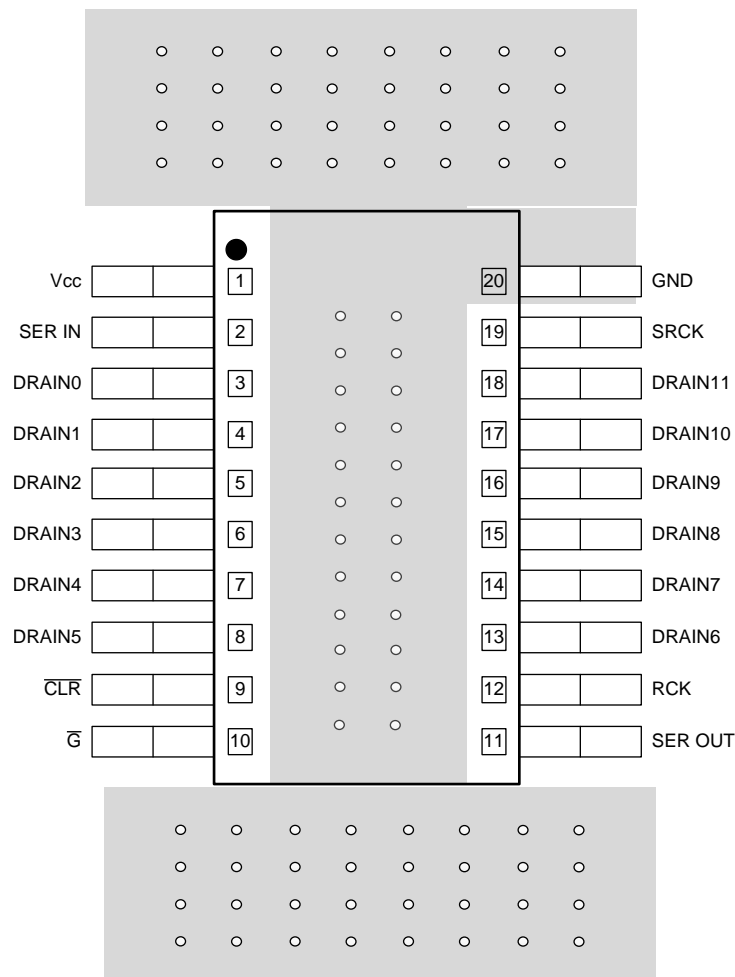 Vcc 1 20 GND
SER IN 2 19 SRCK
DRAIN0 3 18 DRAIN11
DRAIN1 4 17 DRAIN10
DRAIN2 5 16 DRAIN9
DRAIN3 6 15 DRAIN8
DRAIN4 7 14 DRAIN7
DRAIN5 8 13 DRAIN6
C̅L̅R̅ 9 12 RCK
G̅ 10 11 SER OUT